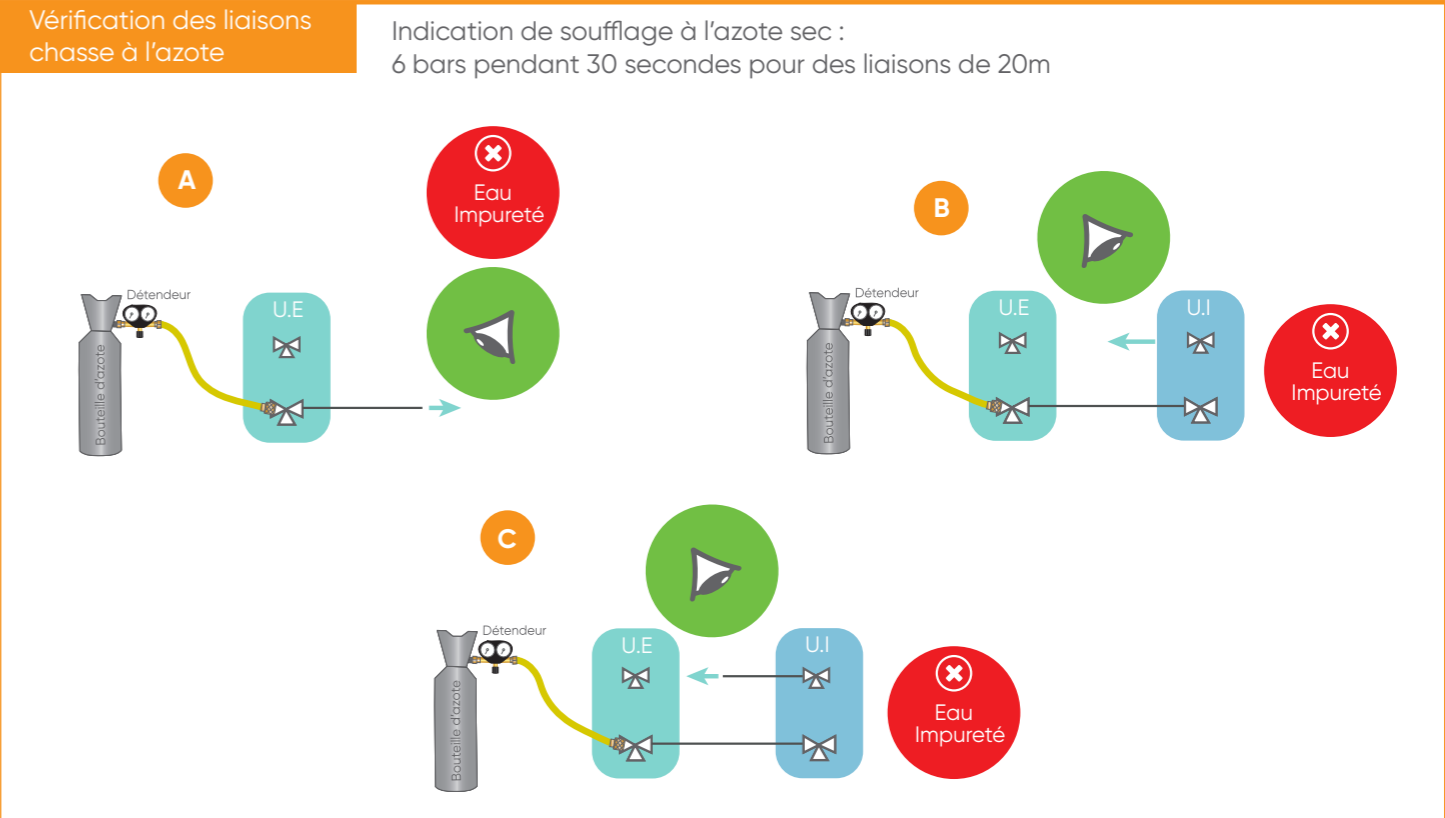 Vérification des liaisons
chasse à l'azote
Indication de soufflage à l'azote sec :
6 bars pendant 30 secondes pour des liaisons de 20m
A
Eau
Impureté
Détendeur
U.E
Bouteille d'azote
B
Détendeur
U.E
U.I
Eau
Impureté
Bouteille d'azote
C
Détendeur
U.E
U.I
Eau
Impureté
Bouteille d'azote